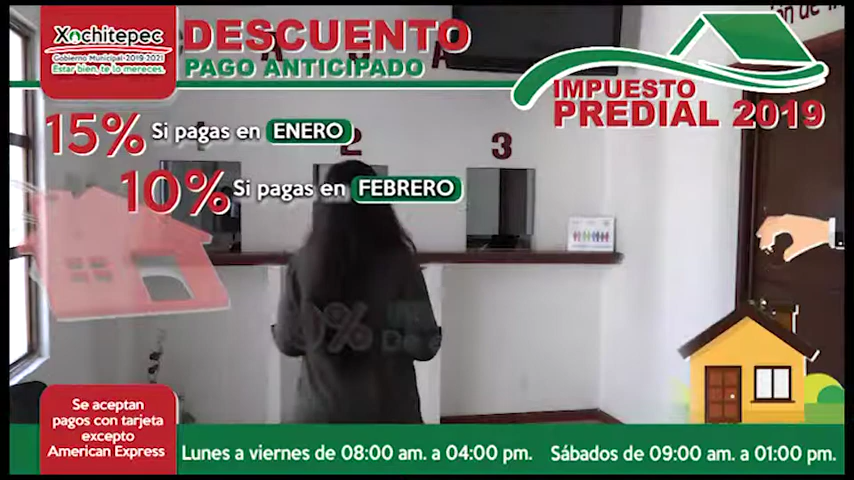 Xochitepec
Gobierno Municipal 2019-2021
Estar bien, te lo mereces.
DESCUENTO
PAGO ANTICIPADO
IMPUESTO
PREDIAL 2019
15% Si pagas en ENERO
10% Si pagas en FEBRERO
2
3
Se aceptan
pagos con tarjeta
excepto
American Express
Lunes a viernes de 08:00 am. a 04:00 pm.
Sábados de 09:00 am. a 01:00 pm.